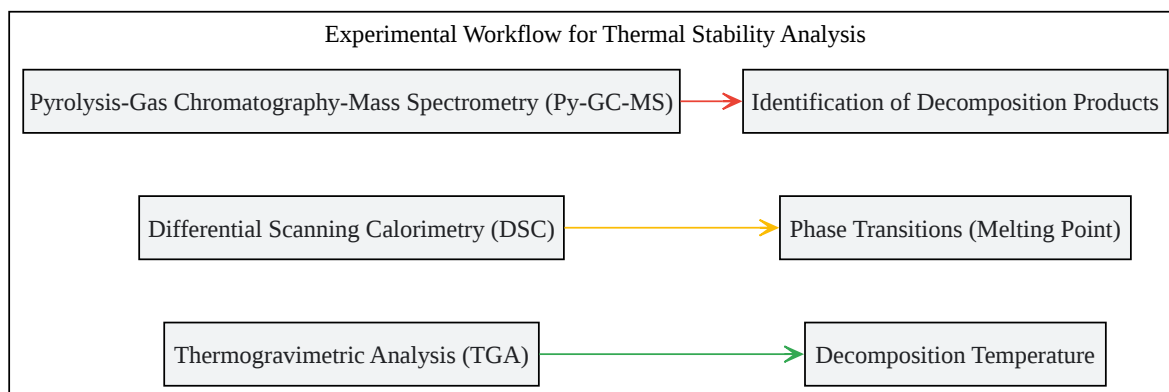 Experimental Workflow for Thermal Stability Analysis
Pyrolysis-Gas Chromatography-Mass Spectrometry (Py-GC-MS)
Identification of Decomposition Products
Differential Scanning Calorimetry (DSC)
Phase Transitions (Melting Point)
Thermogravimetric Analysis (TGA)
Decomposition Temperature